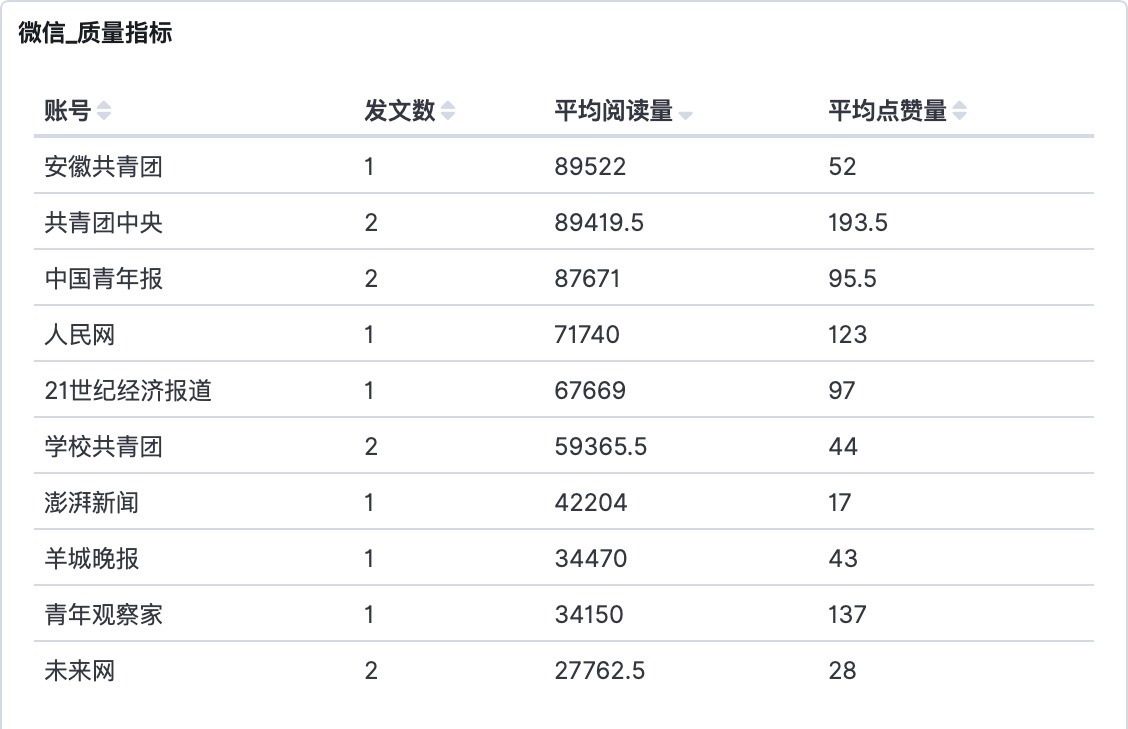 微信_质量指标
账号 发文数 平均阅读量 平均点赞量
安徽共青团 1 89522 52
共青团中央 2 89419.5 193.5
中国青年报 2 87671 95.5
人民网 1 71740 123
21世纪经济报道 1 67669 97
学校共青团 2 59365.5 44
澎湃新闻 1 42204 17
羊城晚报 1 34470 43
青年观察家 1 34150 137
未来网 2 27762.5 28